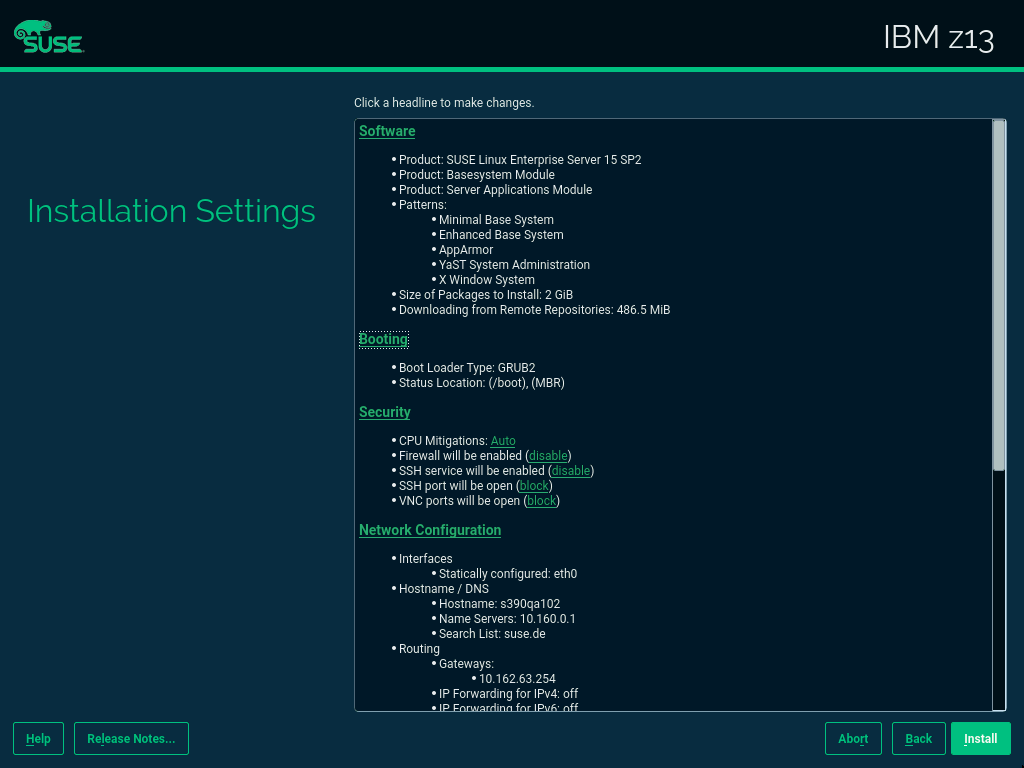 SUSE
IBM z13
Click a headline to make changes.
Installation Settings
Software
• Product: SUSE Linux Enterprise Server 15 SP2
• Product: Basesystem Module
• Product: Server Applications Module
• Patterns:
• Minimal Base System
• Enhanced Base System
• AppArmor
• YaST System Administration
• X Window System
• Size of Packages to Install: 2 GiB
• Downloading from Remote Repositories: 486.5 MiB
Booting
• Boot Loader Type: GRUB2
• Status Location: (/boot), (MBR)
Security
• CPU Mitigations: Auto
• Firewall will be enabled (disable)
• SSH service will be enabled (disable)
• SSH port will be open (block)
• VNC ports will be open (block)
Network Configuration
• Interfaces
• Statically configured: eth0
• Hostname / DNS
• Hostname: s390qa102
• Name Servers: 10.160.0.1
• Search List: suse.de
• Routing
• Gateways:
• 10.162.63.254
• IP Forwarding for IPv4: off
• IP Forwarding for IPv6: off
Help
Release Notes...
Abort
Back
Install